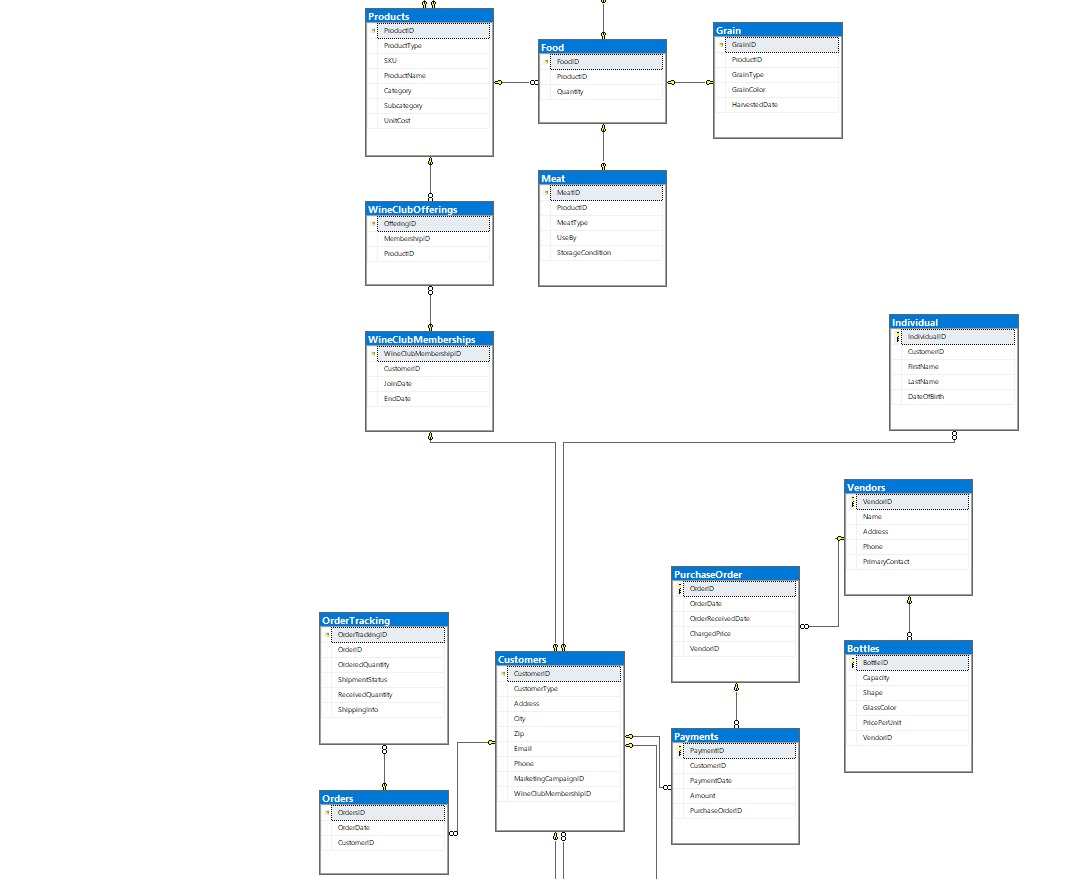 Products
ProductID
ProductType
SKU
ProductName
Category
Subcategory
UnitCost
Food
FoodID
ProductID
Quantity
Grain
GrainID
ProductID
GrainType
GrainColor
HarvestedDate
WineClubOfferings
OfferingID
MembershipID
ProductID
Meat
MeatID
ProductID
MeatType
UseBy
StorageCondition
WineClubMemberships
WineClubMembershipID
CustomerID
JoinDate
EndDate
Individual
IndividualID
CustomerID
FirstName
LastName
DateOfBirth
Vendors
VendorID
Name
Address
Phone
PrimaryContact
PurchaseOrder
OrderID
OrderDate
OrderReceivedDate
ChargedPrice
VendorID
OrderTracking
OrderTrackingID
OrderID
OrderedQuantity
ShipmentStatus
ReceivedQuantity
ShippingInfo
Customers
CustomerID
CustomerType
Address
City
Zip
Email
Phone
MarketingCampaignID
WineClubMembershipID
Bottles
BottleID
Capacity
Shape
GlassColor
PricePerUnit
VendorID
Payments
PaymentID
CustomerID
PaymentDate
Amount
PurchaseOrderID
Orders
OrdersID
OrderDate
CustomerID